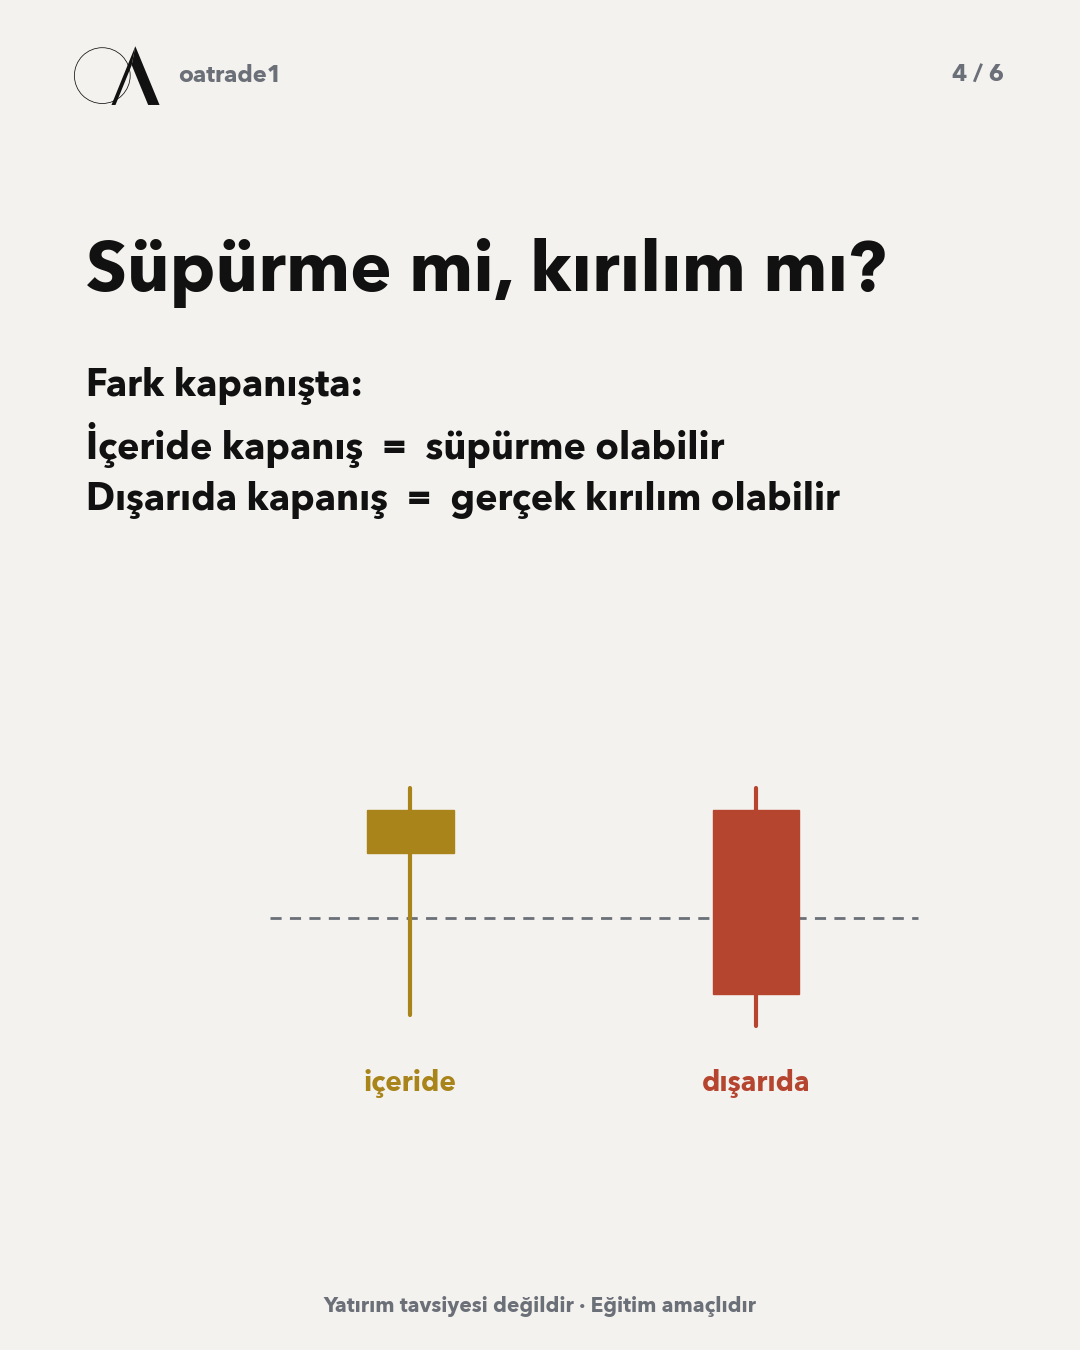 oatrade1
4 / 6
Süpürme mi, kırılım mı?
Fark kapanışta:
İçeride kapanış = süpürme olabilir
Dışarıda kapanış = gerçek kırılım olabilir
içeride
dışarıda
Yatırım tavsiyesi değildir · Eğitim amaçlıdır